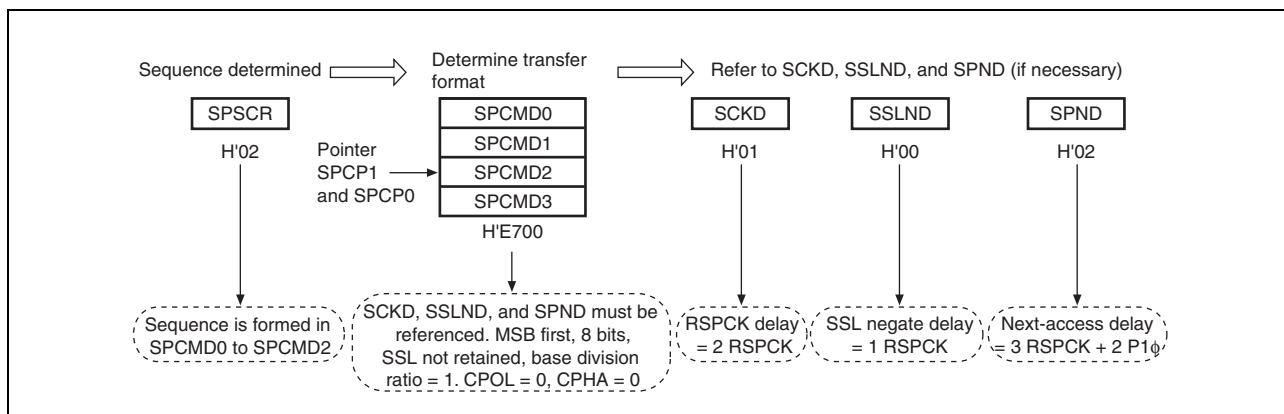 Sequence determined
Determine transfer
format
Refer to SCKD, SSLND, and SPND (if necessary)
SPSCR
H'02
Pointer
SPCP1
and SPCP0
SPCMD0
SPCMD1
SPCMD2
SPCMD3
H'E700
SCKD
H'01
SSLND
H'00
SPND
H'02
Sequence is formed in
SPCMD0 to SPCMD2
SCKD, SSLND, and SPND must be
referenced. MSB first, 8 bits,
SSL not retained, base division
ratio = 1. CPOL = 0, CPHA = 0
RSPCK delay
= 2 RSPCK
SSL negate delay
= 1 RSPCK
Next-access delay
= 3 RSPCK + 2 P1ϕ